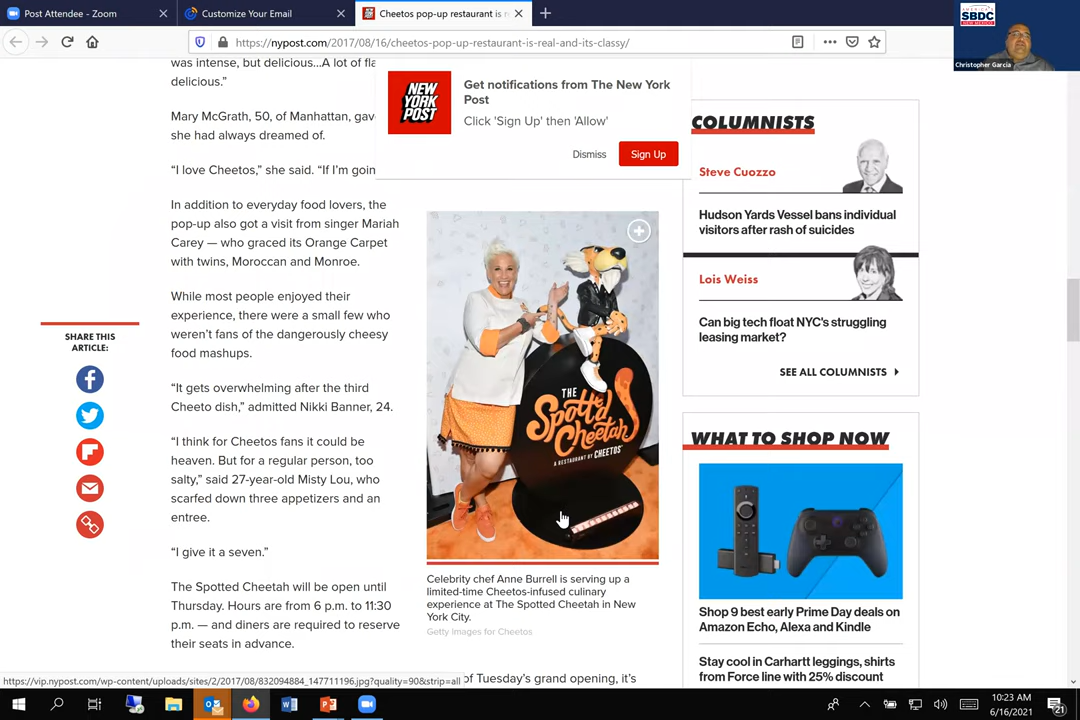 Post Attendee - Zoom
Customize Your Email
Cheetos pop-up restaurant is r
https://nypost.com/2017/08/16/cheetos-pop-up-restaurant-is-real-and-its-classy/
AMERICA'S
SBDC
NEW MEXICO
Christopher Garcia
was intense, but delicious...A lot of fla
delicious.”
Mary McGrath, 50, of Manhattan, gav
she had always dreamed of.
“I love Cheetos,” she said. “If I’m goin
In addition to everyday food lovers, the
pop-up also got a visit from singer Mariah
Carey — who graced its Orange Carpet
with twins, Moroccan and Monroe.
While most people enjoyed their
experience, there were a small few who
weren’t fans of the dangerously cheesy
food mashups.
“It gets overwhelming after the third
Cheeto dish,” admitted Nikki Banner, 24.
“I think for Cheetos fans it could be
heaven. But for a regular person, too
salty,” said 27-year-old Misty Lou, who
scarfed down three appetizers and an
entree.
“I give it a seven.”
The Spotted Cheetah will be open until
Thursday. Hours are from 6 p.m. to 11:30
p.m. — and diners are required to reserve
their seats in advance.
SHARE THIS
ARTICLE:
NEW
YORK
POST
Get notifications from The New York
Post
Click 'Sign Up' then 'Allow'
Dismiss
Sign Up
THE
Spott'd
Cheetah
A RESTAURANT BY CHEETOS
Celebrity chef Anne Burrell is serving up a
limited-time Cheetos-infused culinary
experience at The Spotted Cheetah in New
York City.
Getty Images for Cheetos
of Tuesday’s grand opening, it’s
COLUMNISTS
Steve Cuozzo
Hudson Yards Vessel bans individual
visitors after rash of suicides
Lois Weiss
Can big tech float NYC's struggling
leasing market?
SEE ALL COLUMNISTS
WHAT TO SHOP NOW
Shop 9 best early Prime Day deals on
Amazon Echo, Alexa and Kindle
Stay cool in Carhartt leggings, shirts
from Force line with 25% discount
https://vip.nypost.com/wp-content/uploads/sites/2/2017/08/832094884_147711196.jpg?quality=90&strip=all
10:23 AM
6/16/2021
21